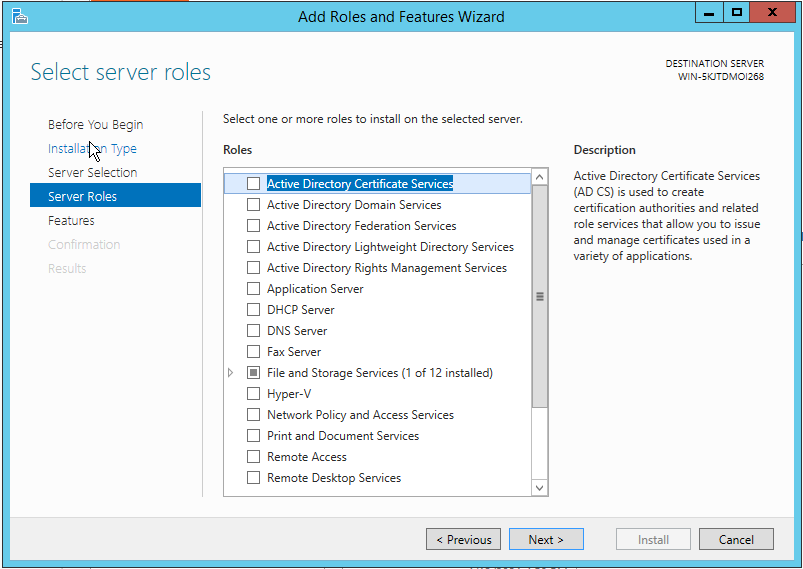 Add Roles and Features Wizard
Select server roles
DESTINATION SERVER
WIN-5KJTDMOI268
Before You Begin
Installation Type
Server Selection
Server Roles
Features
Confirmation
Results
Select one or more roles to install on the selected server.
Roles
Active Directory Certificate Services
Active Directory Domain Services
Active Directory Federation Services
Active Directory Lightweight Directory Services
Active Directory Rights Management Services
Application Server
DHCP Server
DNS Server
Fax Server
File and Storage Services (1 of 12 installed)
Hyper-V
Network Policy and Access Services
Print and Document Services
Remote Access
Remote Desktop Services
Description
Active Directory Certificate Services
(AD CS) is used to create
certification authorities and related
role services that allow you to issue
and manage certificates used in a
variety of applications.
< Previous
Next >
Install
Cancel